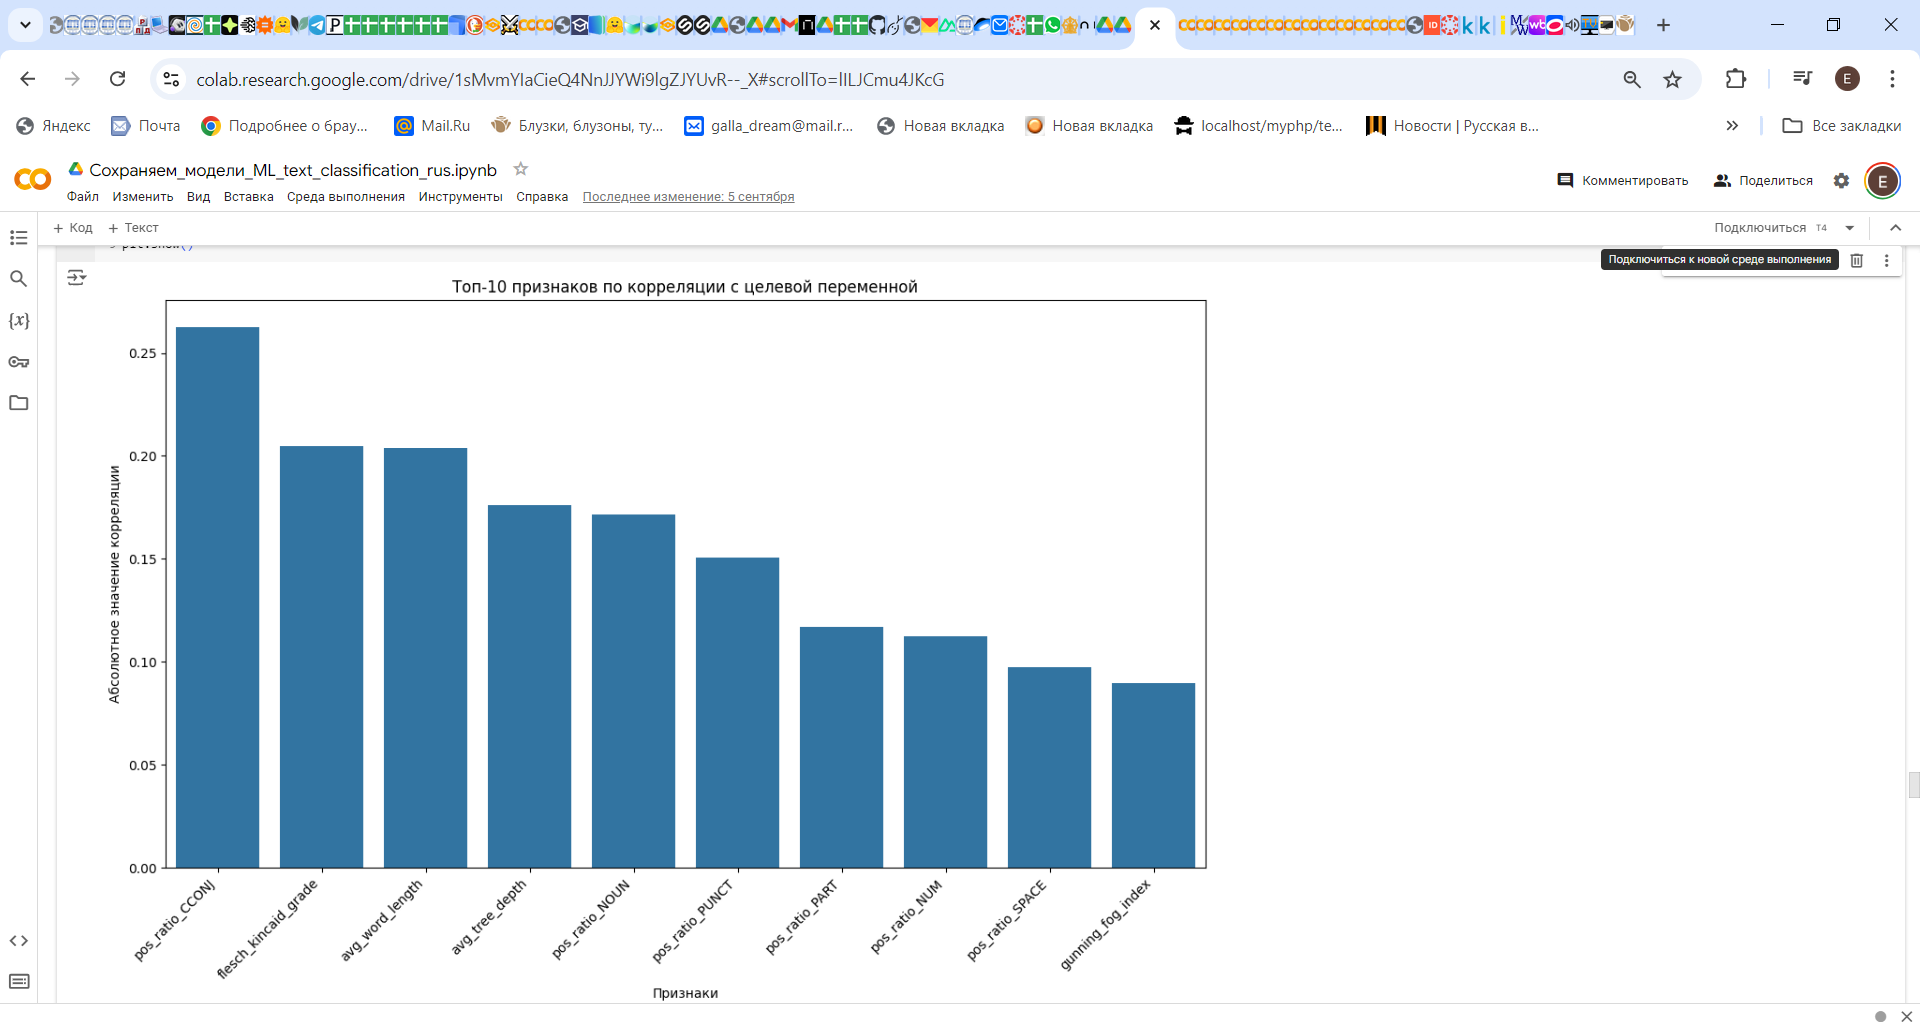 colab.research.google.com/drive/1sMvmYIaCieQ4NnJJYWi9lgZJYUvR--_X#scrollTo=lILJCmu4JKcG
E
Яндекс
Почта
Подробнее о брау...
Mail.Ru
Блузки, блузоны, ту...
galla_dream@mail.r...
Новая вкладка
Новая вкладка
localhost/myphp/te...
Новости | Русская в...
Все закладки
Сохраняем_модели_ML_text_classification_rus.ipynb
Файл Изменить Вид Вставка Среда выполнения Инструменты Справка Последнее изменение: 5 сентября
Комментировать
Поделиться
E
+ Код + Текст
Подключиться T4
Подключиться к новой среде выполнения
Топ-10 признаков по корреляции с целевой переменной
Абсолютное значение корреляции
0.25
0.20
0.15
0.10
0.05
0.00
pos_ratio_CCONJ
flesch_kincaid_grade
avg_word_length
avg_tree_depth
pos_ratio_NOUN
pos_ratio_PUNCT
pos_ratio_PART
pos_ratio_NUM
pos_ratio_SPACE
gunning_fog_index
Признаки